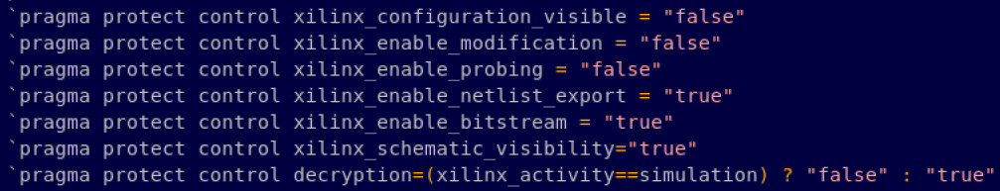 `pragma protect control xilinx_configuration_visible = "false"
`pragma protect control xilinx_enable_modification = "false"
`pragma protect control xilinx_enable_probing = "false"
`pragma protect control xilinx_enable_netlist_export = "true"
`pragma protect control xilinx_enable_bitstream = "true"
`pragma protect control xilinx_schematic_visibility="true"
`pragma protect control decryption=(xilinx_activity==simulation) ? "false" : "true"